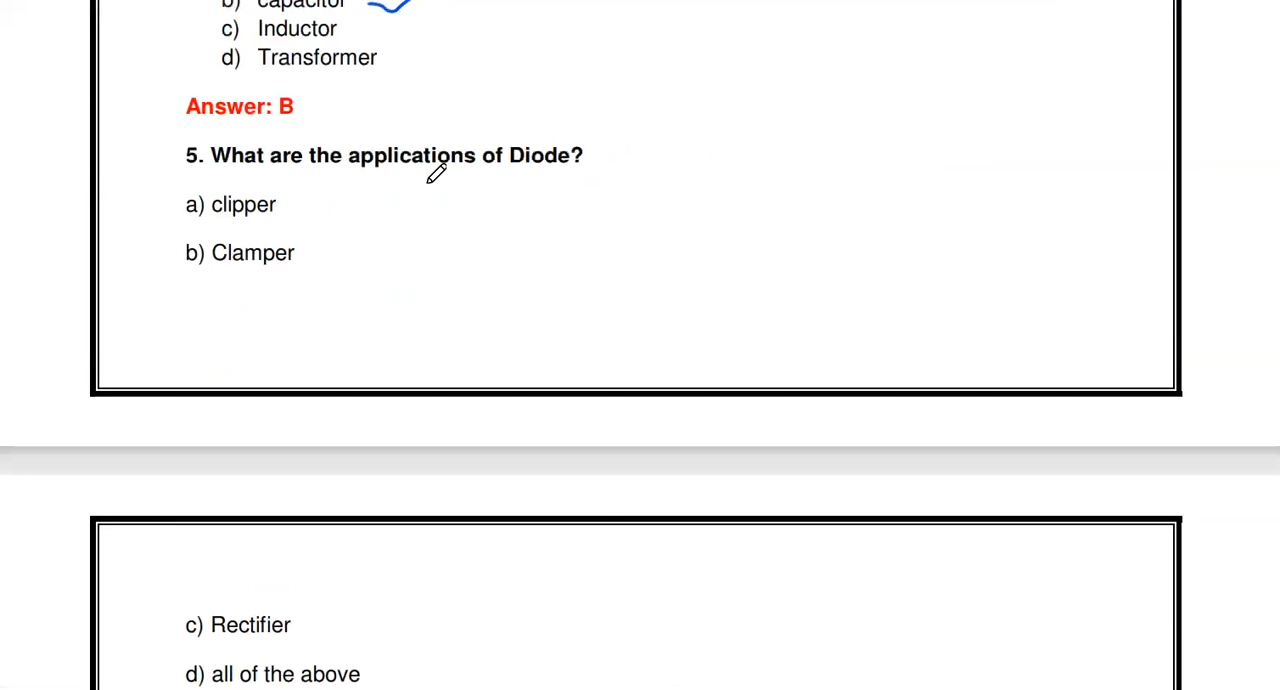 b) capacitor
c) Inductor
d) Transformer
Answer: B
5. What are the applications of Diode?
a) clipper
b) Clamper
c) Rectifier
d) all of the above